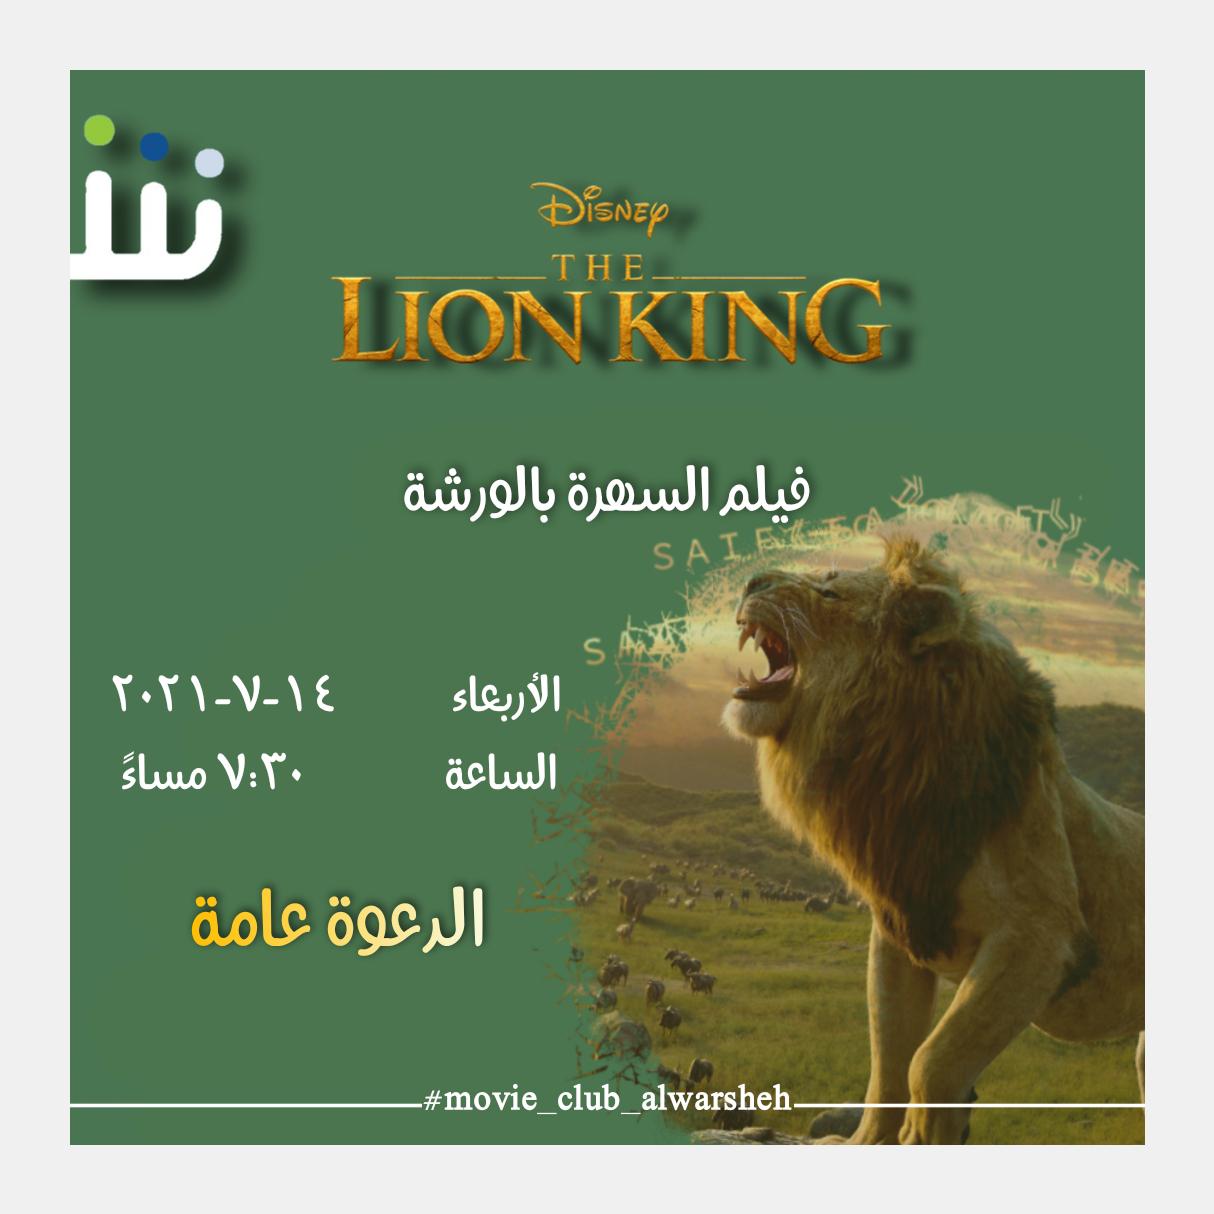 DISNEY
THE
LION KING
فيلم السهرة بالورشة
الأربعاء ١٤-٧-٢٠٢١
الساعة ٧:٣٠ مساءً
الدعوة عامة
#movie_club_alwarsheh